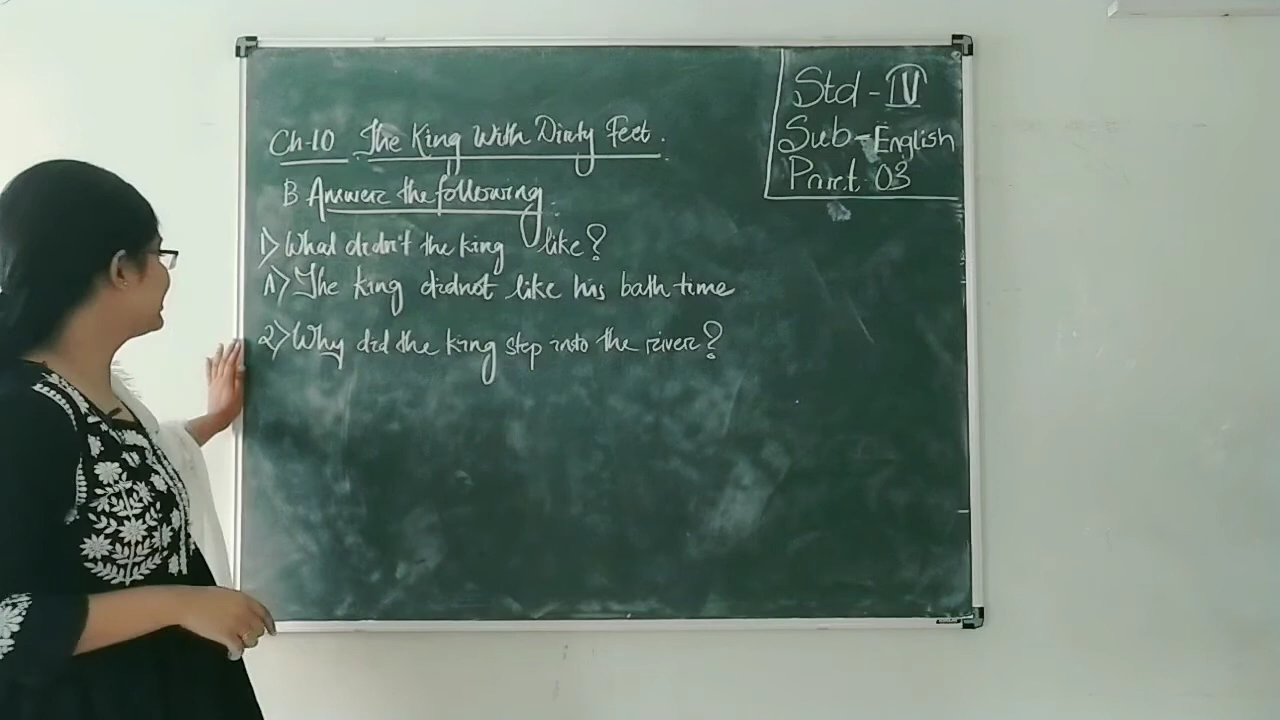 Std - IV
Sub - English
Part 03
Ch-10 The King With Dirty Feet.
B Answer the following.
1) What didn't the king like?
A) The king didnot like his bath time
2) Why did the king step into the river?